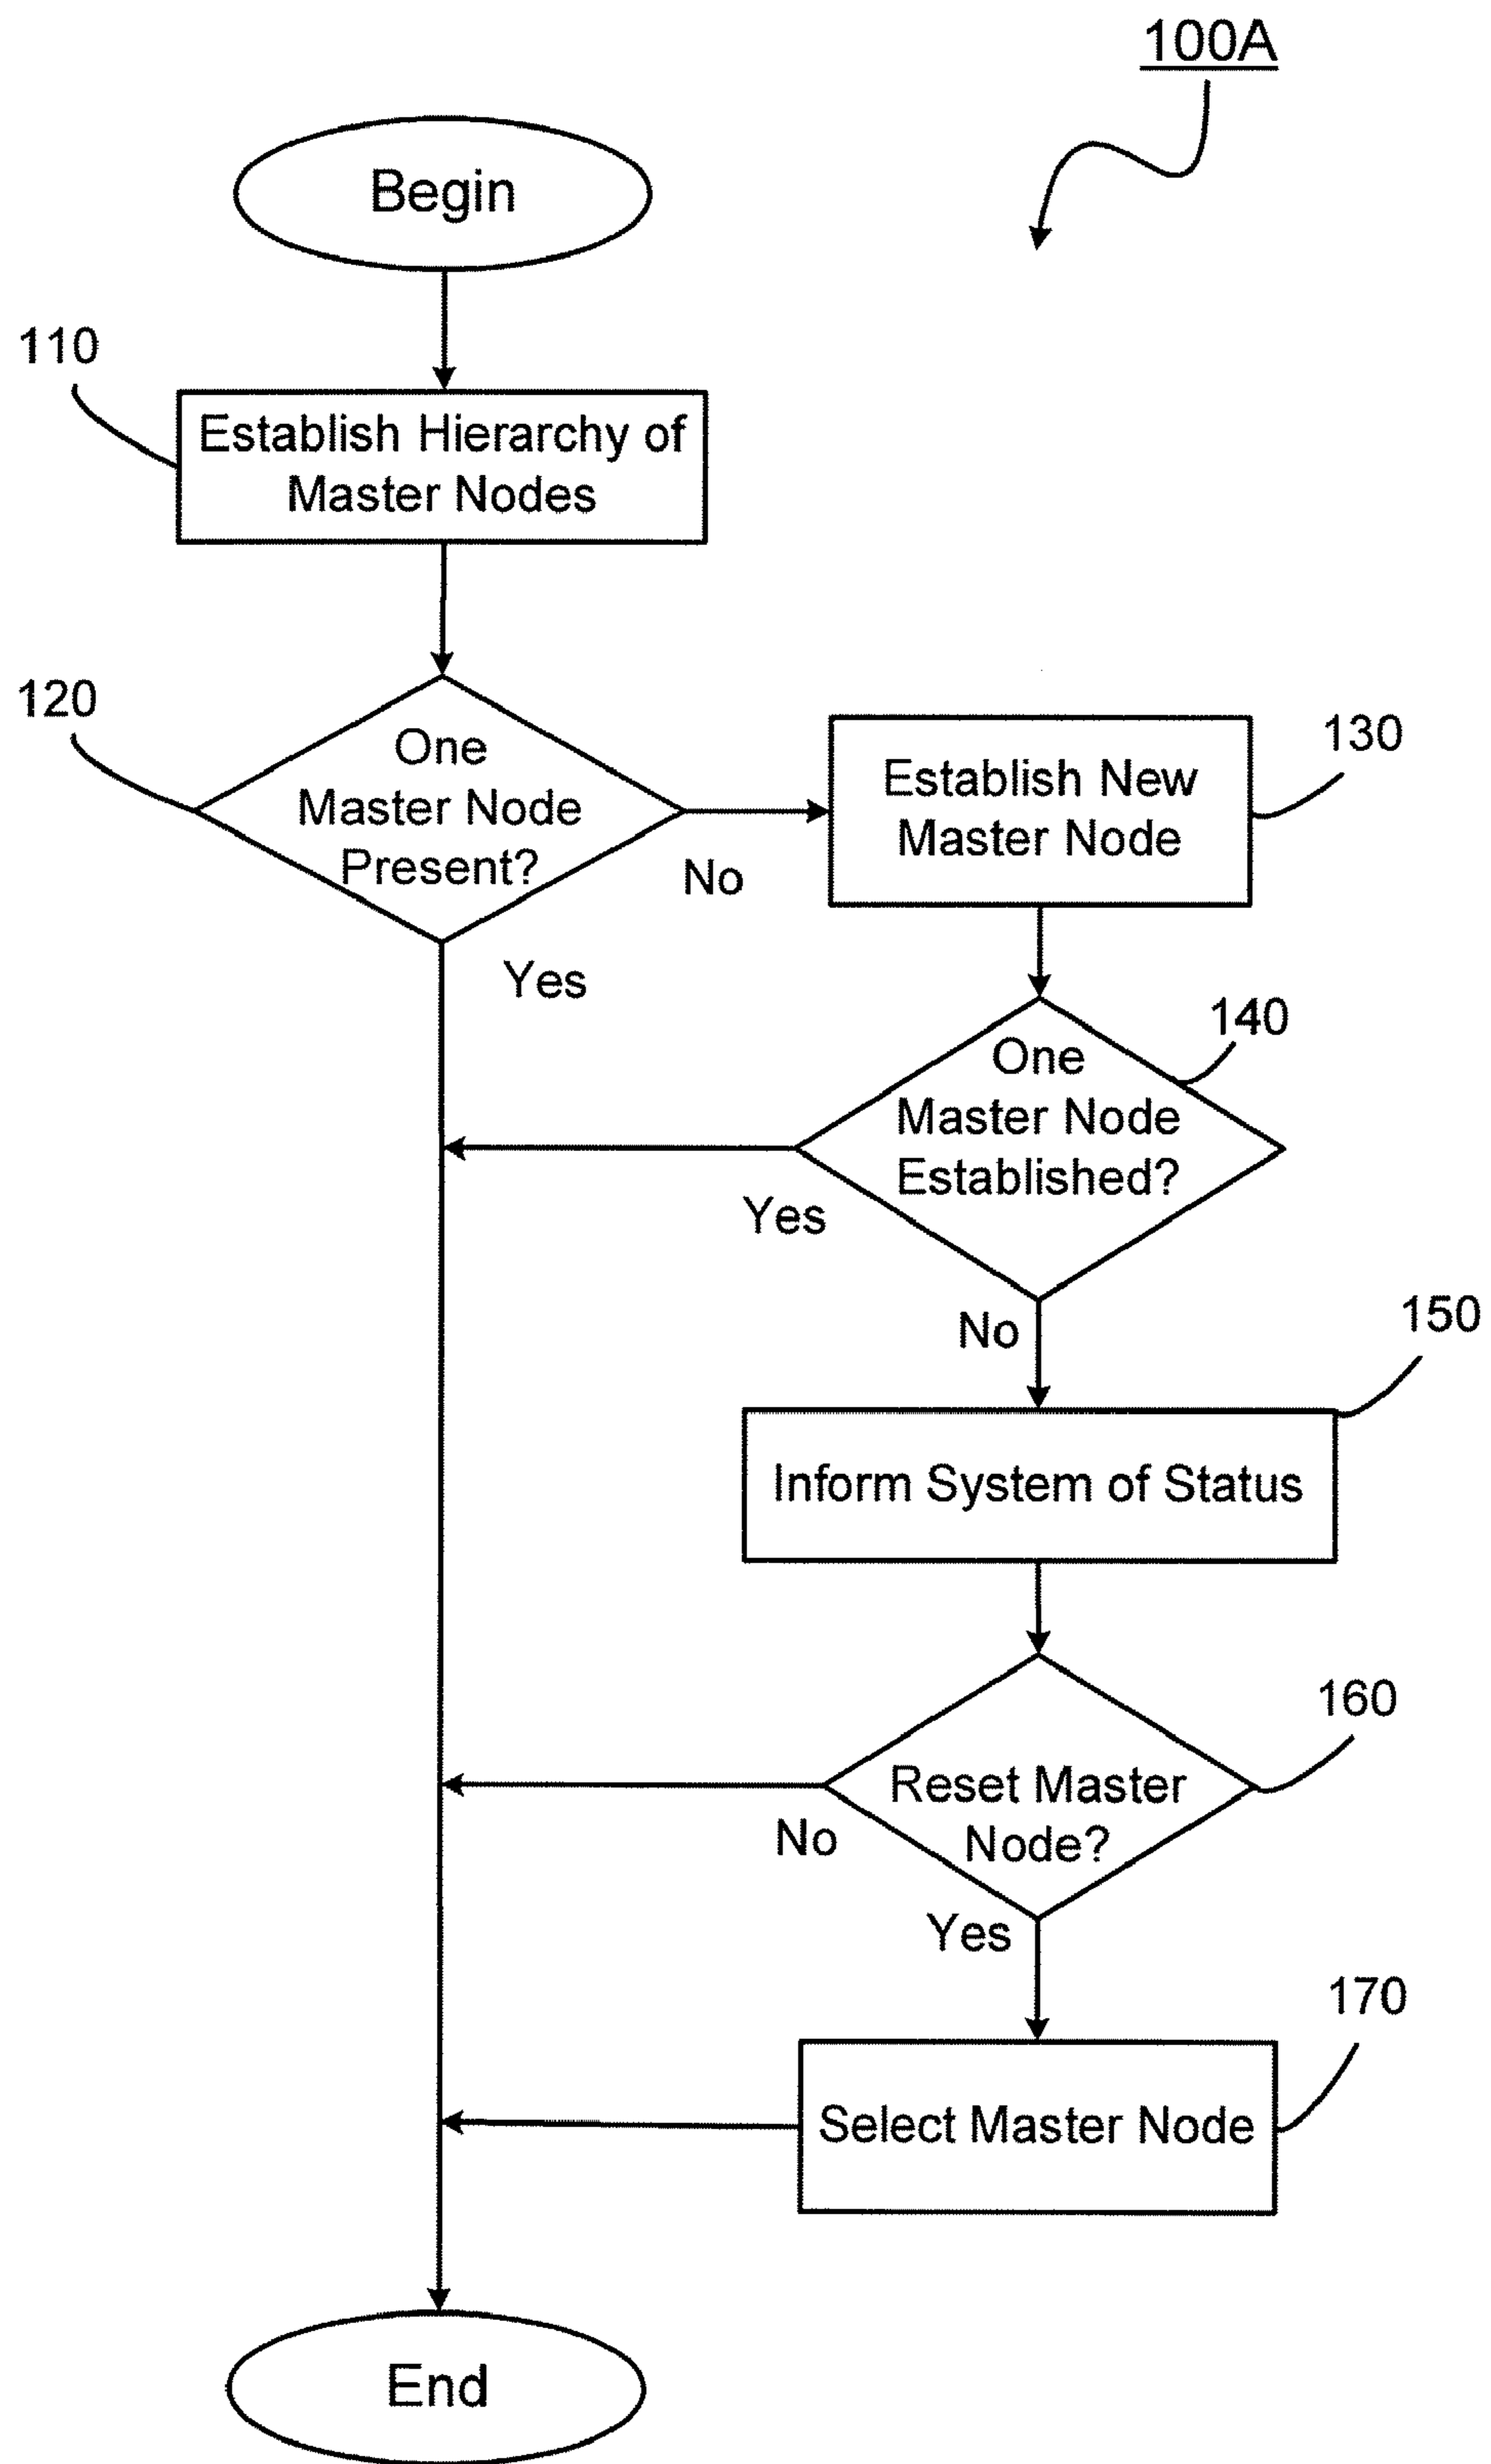 100A
Begin
110
Establish Hierarchy of
Master Nodes
120
One
Master Node
Present?
No
Yes
130
Establish New
Master Node
140
One
Master Node
Established?
Yes
No
150
Inform System of Status
160
Reset Master
Node?
No
Yes
170
Select Master Node
End